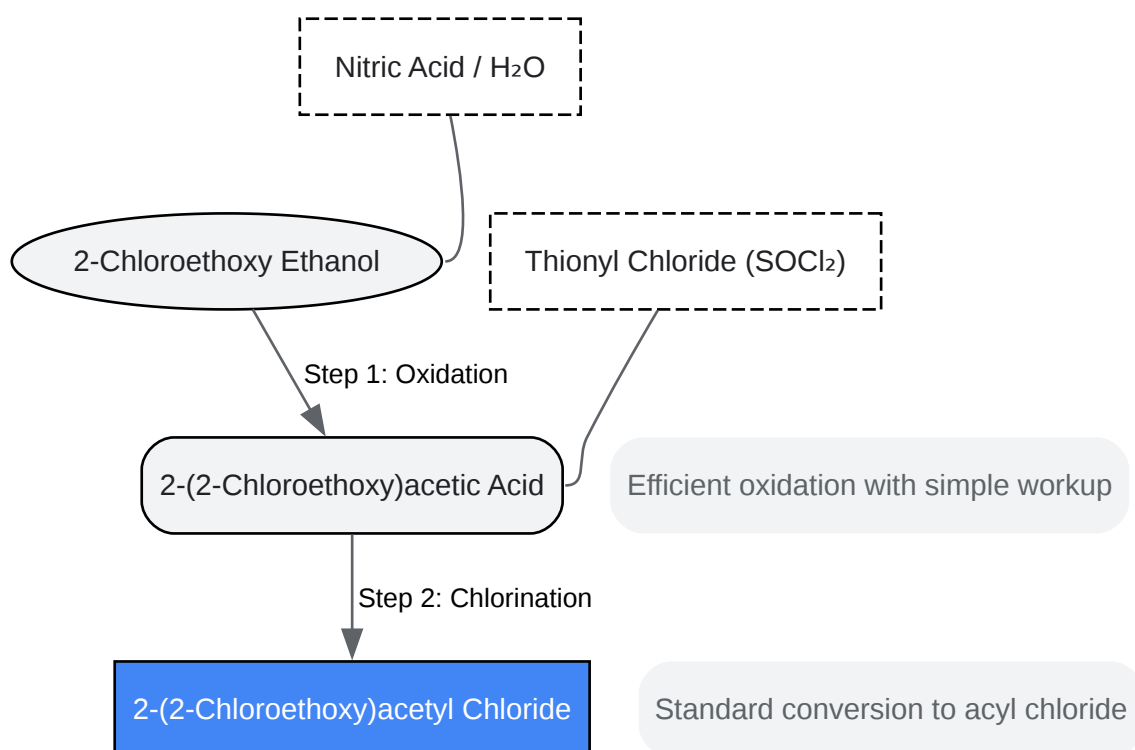 Nitric Acid / H₂O
2-Chloroethoxy Ethanol
Thionyl Chloride (SOCl₂)
Step 1: Oxidation
2-(2-Chloroethoxy)acetic Acid
Efficient oxidation with simple workup
Step 2: Chlorination
2-(2-Chloroethoxy)acetyl Chloride
Standard conversion to acyl chloride